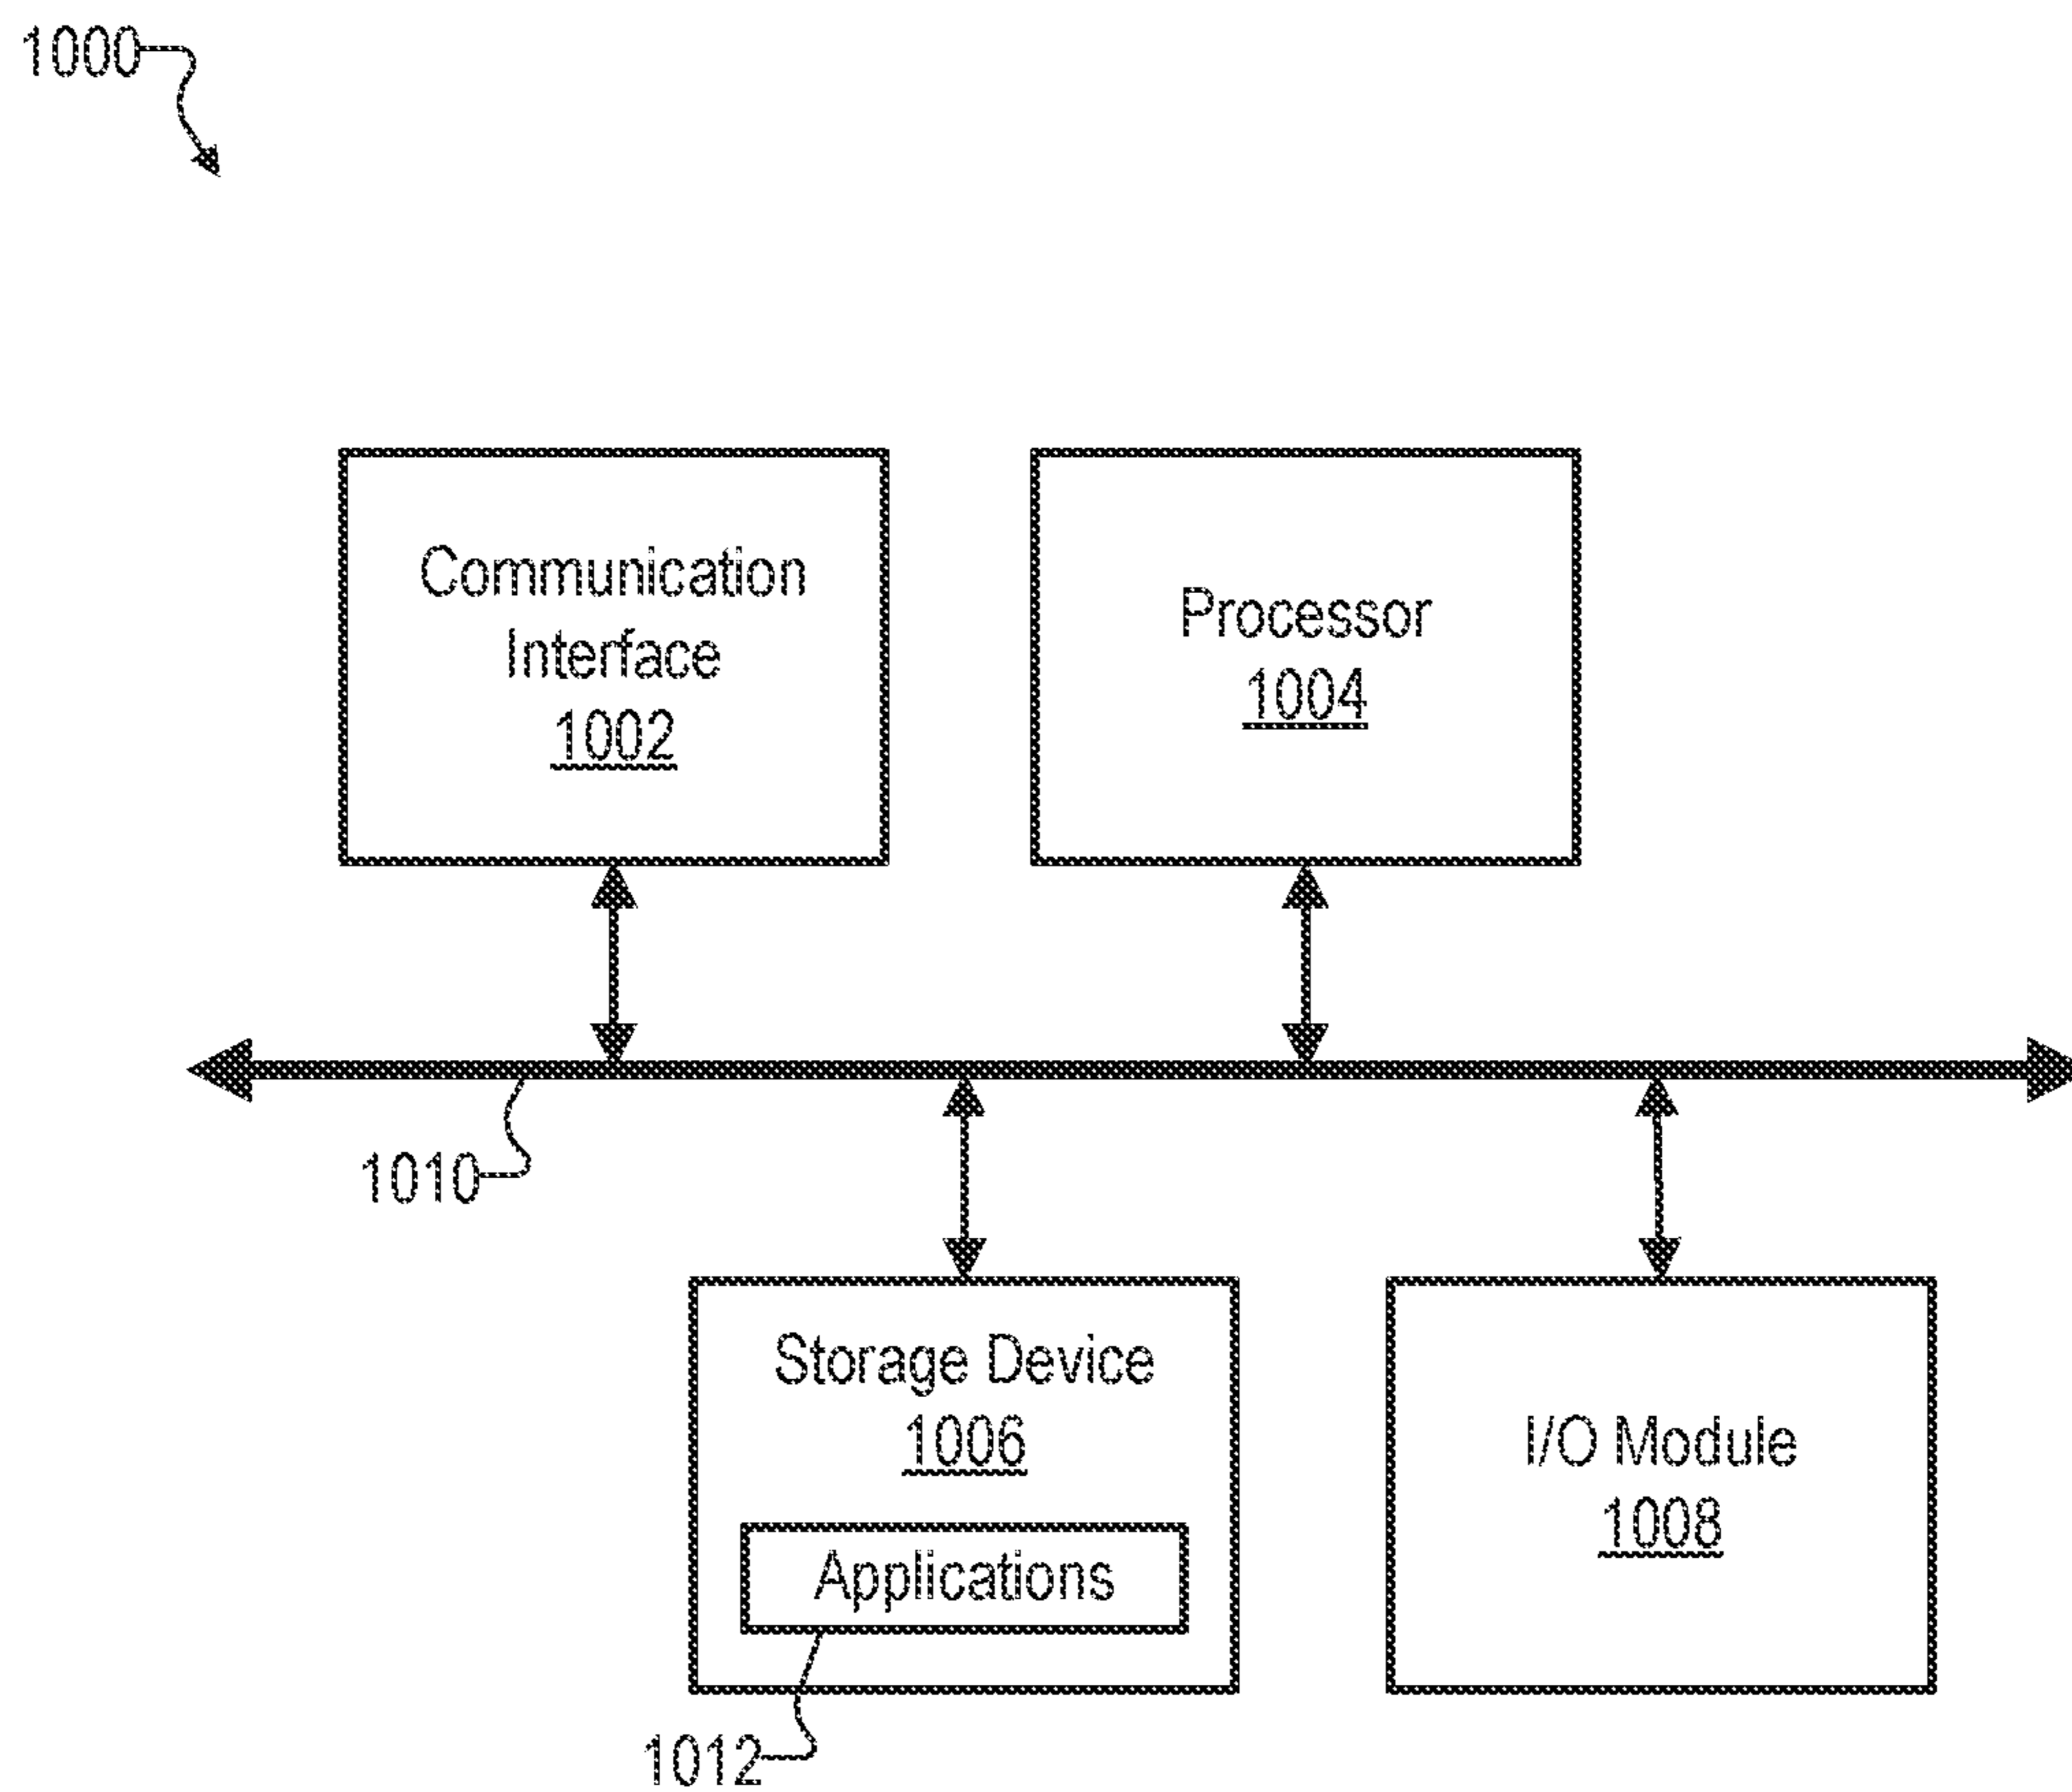 1000
Communication
Interface
1002
Processor
1004
1010
Storage Device
1006
Applications
1012
I/O Module
1008